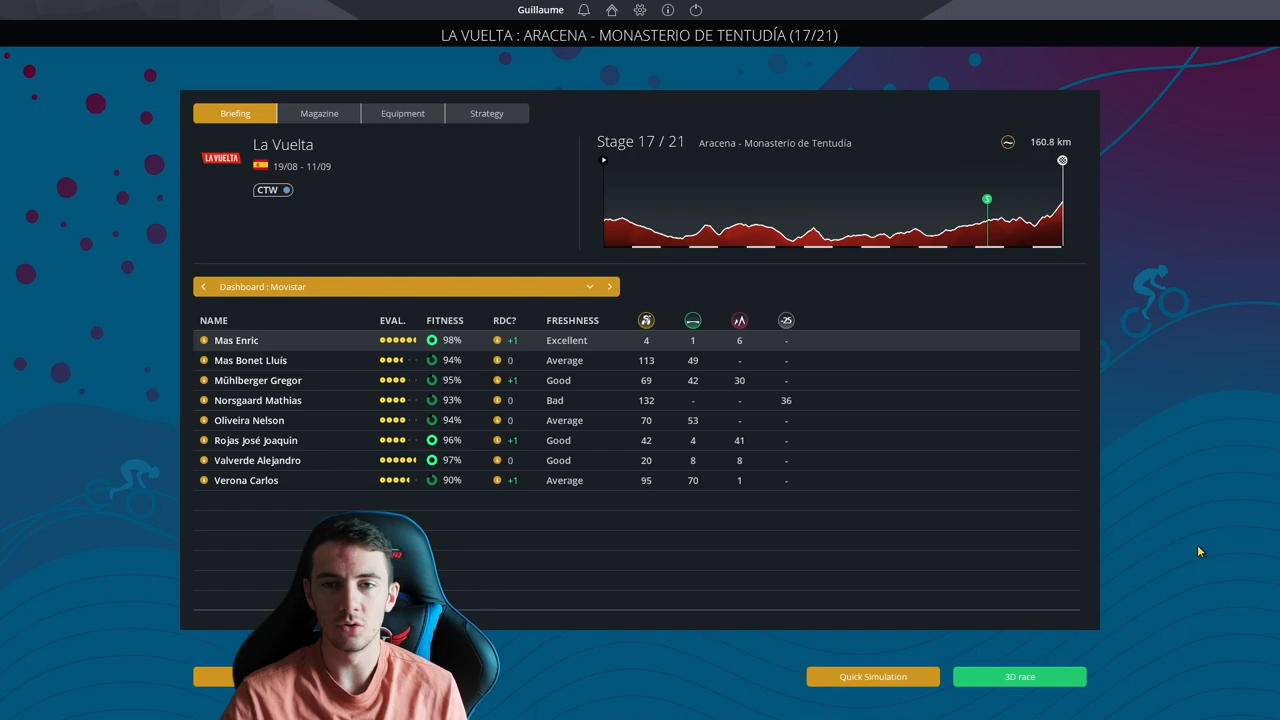 Guillaume
LA VUELTA : ARACENA - MONASTERIO DE TENTUDÍA (17/21)
Briefing Magazine Equipment Strategy
LA VUELTA
La Vuelta
19/08 - 11/09
CTW
Stage 17 / 21 Aracena - Monasterio de Tentudía 160.8 km
S
Dashboard : Movistar
NAME EVAL. FITNESS RDC? FRESHNESS -25
Mas Enric 98% +1 Excellent 4 1 6 -
Mas Bonet Lluís 94% 0 Average 113 49 - -
Mühlberger Gregor 95% +1 Good 69 42 30 -
Norsgaard Mathias 93% 0 Bad 132 - - 36
Oliveira Nelson 94% 0 Average 70 53 - -
Rojas José Joaquin 96% +1 Good 42 4 41 -
Valverde Alejandro 97% 0 Good 20 8 8 -
Verona Carlos 90% +1 Average 95 70 1 -
Quick Simulation 3D race